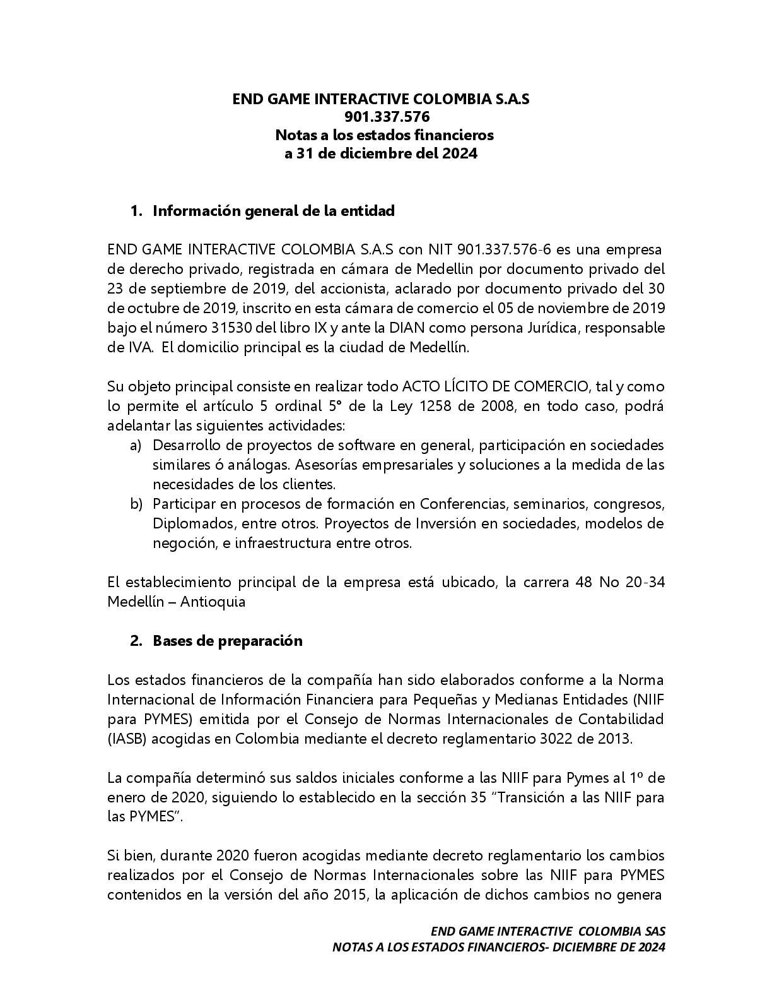 END GAME INTERACTIVE COLOMBIA S.A.S
901.337.576
Notas a los estados financieros
a 31 de diciembre del 2024
1. Información general de la entidad
END GAME INTERACTIVE COLOMBIA S.A.S con NIT 901.337.576-6 es una empresa
de derecho privado, registrada en cámara de Medellin por documento privado del
23 de septiembre de 2019, del accionista, aclarado por documento privado del 30
de octubre de 2019, inscrito en esta cámara de comercio el 05 de noviembre de 2019
bajo el número 31530 del libro IX y ante la DIAN como persona Jurídica, responsable
de IVA. El domicilio principal es la ciudad de Medellín.
Su objeto principal consiste en realizar todo ACTO LÍCITO DE COMERCIO, tal y como
lo permite el artículo 5 ordinal 5° de la Ley 1258 de 2008, en todo caso, podrá
adelantar las siguientes actividades:
a) Desarrollo de proyectos de software en general, participación en sociedades
similares ó análogas. Asesorías empresariales y soluciones a la medida de las
necesidades de los clientes.
b) Participar en procesos de formación en Conferencias, seminarios, congresos,
Diplomados, entre otros. Proyectos de Inversión en sociedades, modelos de
negoción, e infraestructura entre otros.
El establecimiento principal de la empresa está ubicado, la carrera 48 No 20-34
Medellín – Antioquia
2. Bases de preparación
Los estados financieros de la compañía han sido elaborados conforme a la Norma
Internacional de Información Financiera para Pequeñas y Medianas Entidades (NIIF
para PYMES) emitida por el Consejo de Normas Internacionales de Contabilidad
(IASB) acogidas en Colombia mediante el decreto reglamentario 3022 de 2013.
La compañía determinó sus saldos iniciales conforme a las NIIF para Pymes al 1º de
enero de 2020, siguiendo lo establecido en la sección 35 “Transición a las NIIF para
las PYMES”.
Si bien, durante 2020 fueron acogidas mediante decreto reglamentario los cambios
realizados por el Consejo de Normas Internacionales sobre las NIIF para PYMES
contenidos en la versión del año 2015, la aplicación de dichos cambios no genera
END GAME INTERACTIVE COLOMBIA SAS
NOTAS A LOS ESTADOS FINANCIEROS- DICIEMBRE DE 2024